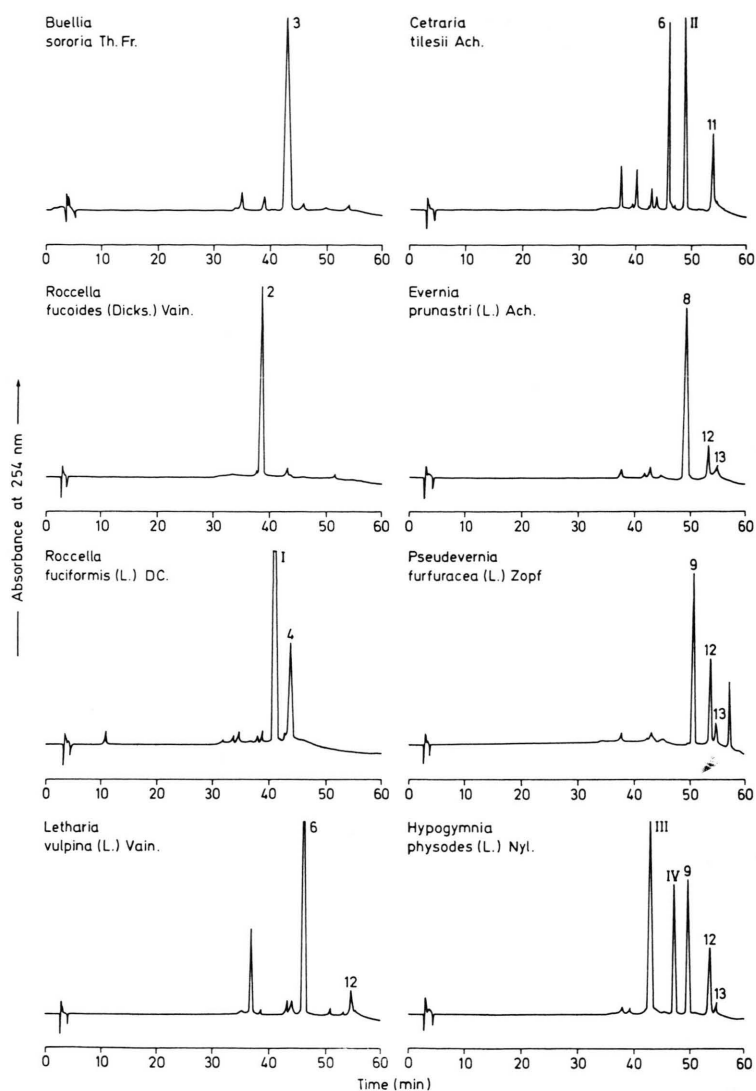 Buellia
sororia Th. Fr.
3
0 10 20 30 40 50 60
Cetraria
tilesii Ach.
6
II
11
0 10 20 30 40 50 60
Roccella
fucoides (Dicks.) Vain.
2
0 10 20 30 40 50 60
Evernia
prunastri (L.) Ach.
8
12
13
0 10 20 30 40 50 60
Roccella
fuciformis (L.) DC.
I
4
0 10 20 30 40 50 60
Pseudevernia
furfuracea (L.) Zopf
9
12
13
0 10 20 30 40 50 60
Letharia
vulpina (L.) Vain.
6
12
0 10 20 30 40 50 60
Hypogymnia
physodes (L.) Nyl.
III
IV
9
12
13
0 10 20 30 40 50 60
Absorbance at 254 nm
Time (min)